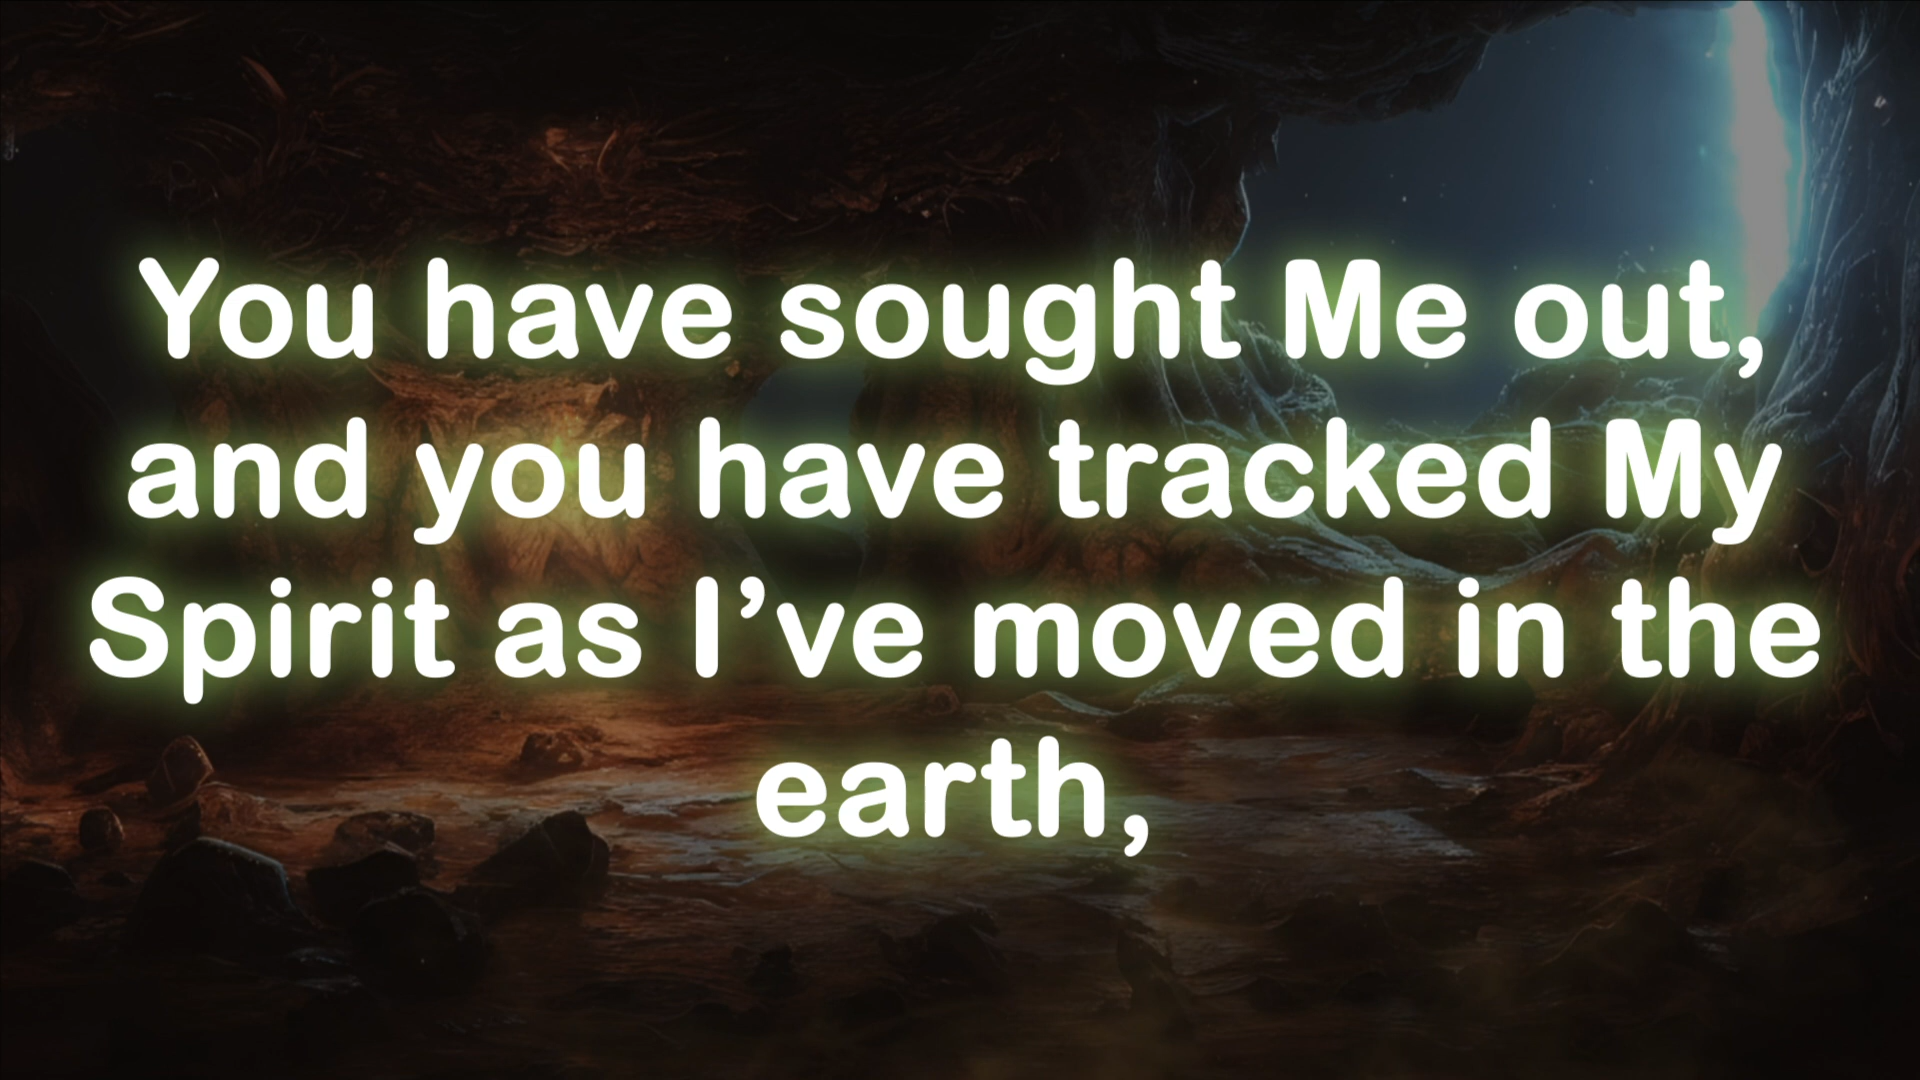 You have sought Me out,
and you have tracked My
Spirit as I’ve moved in the
earth,